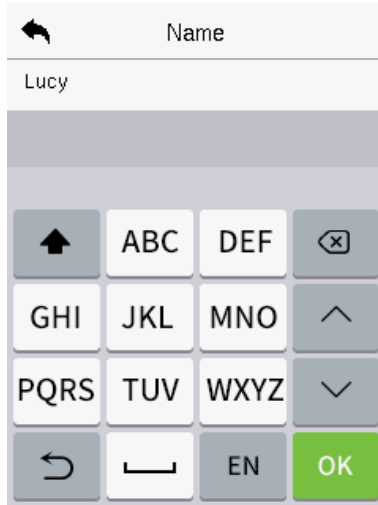 Name
Lucy
ABC DEF
GHI JKL MNO
PQRS TUV WXYZ
EN OK